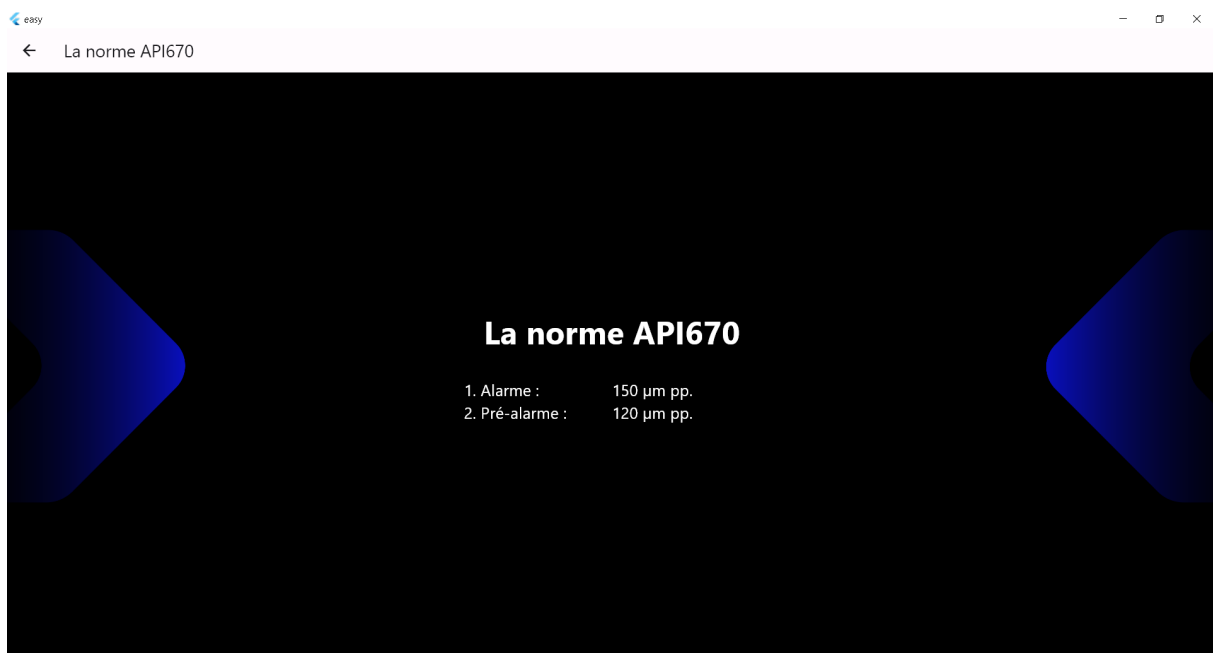 easy
La norme API670
La norme API670
1. Alarme : 150 µm pp.
2. Pré-alarme : 120 µm pp.